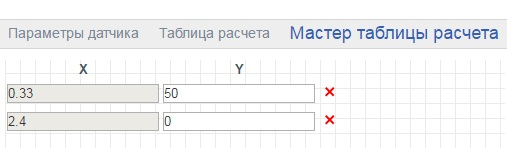 Параметры датчика Таблица расчета Мастер таблицы расчета
X Y
0.33 50
2.4 0